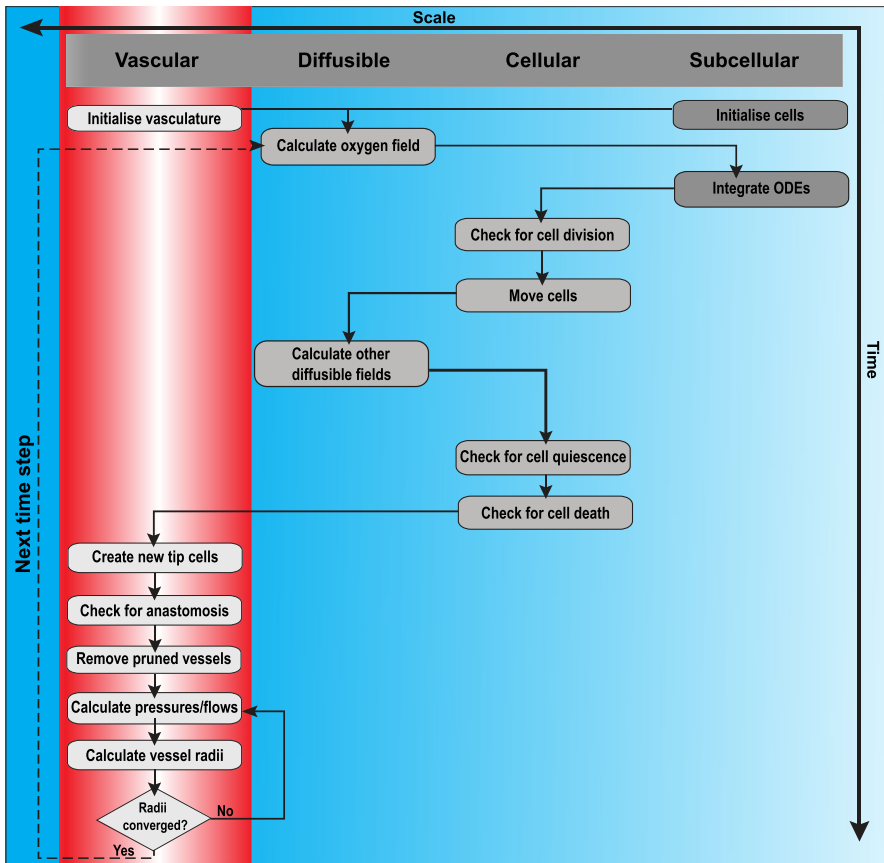 Scale
Vascular
Diffusible
Cellular
Subcellular
Initialise vasculature
Initialise cells
Calculate oxygen field
Integrate ODEs
Check for cell division
Move cells
Calculate other
diffusible fields
Time
Check for cell quiescence
Check for cell death
Next time step
Create new tip cells
Check for anastomosis
Remove pruned vessels
Calculate pressures/flows
Calculate vessel radii
Radii
converged?
No
Yes